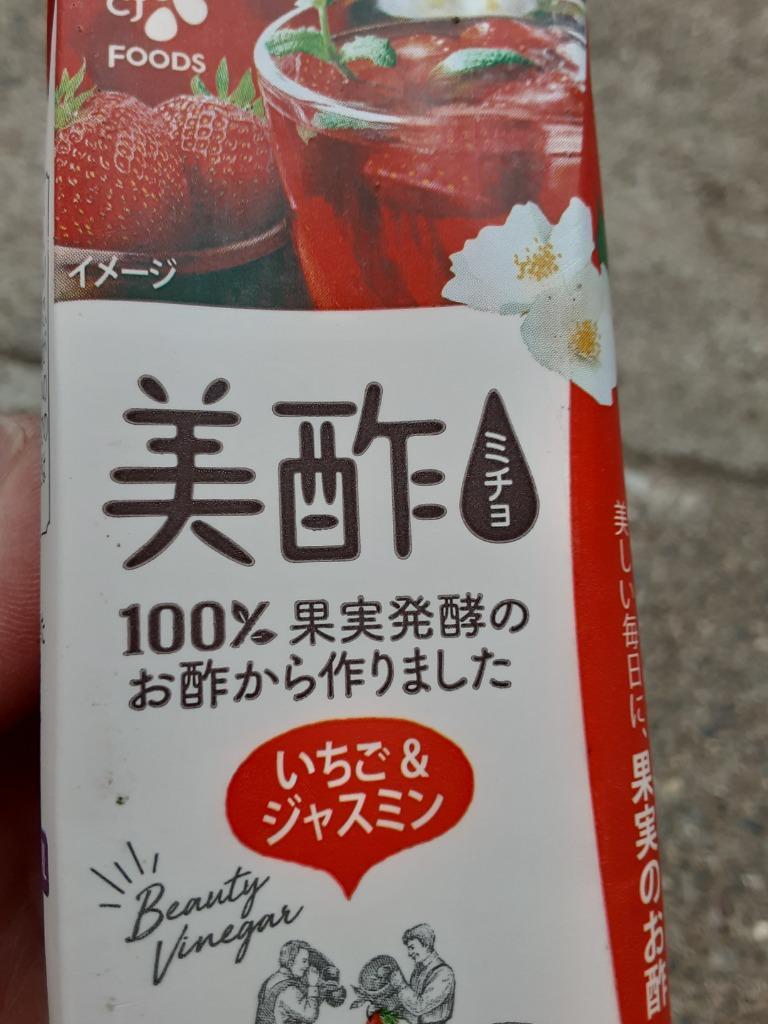 CJ
FOODS
イメージ
美酢
ミチョ
100% 果実発酵の
お酢から作りました
いちご &
ジャスミン
Beauty
Vinegar
美しい毎日に、果実のお酢